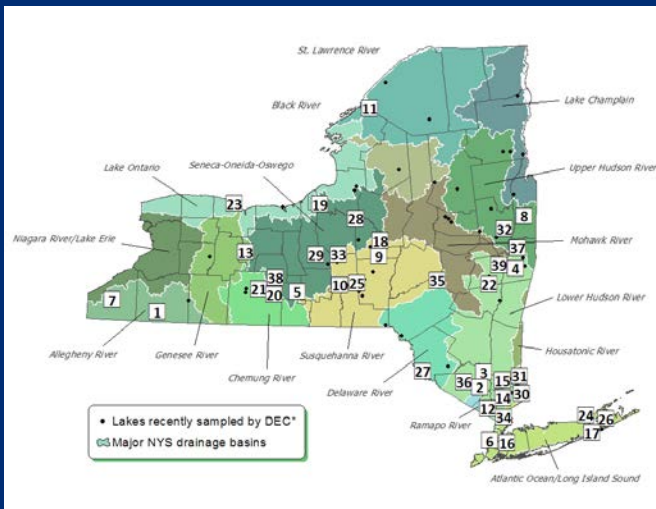 St. Lawrence River
11
Black River
Lake Champlain
Lake Ontario
Seneca-Oneida-Oswego
Upper Hudson River
23
19
28
8
Niagara River/Lake Erie
13
29
33
18
9
32
37
Mohawk River
39
4
38
21
20
5
10
25
35
22
7
1
Lower Hudson River
Allegheny River
Genesee River
Chemung River
Susquehanna River
Delaware River
Housatonic River
27
36
3
2
15
31
14
30
12
Ramapo River
34
24
26
17
6
16
Atlantic Ocean/Long Island Sound
Lakes recently sampled by DEC*
Major NYS drainage basins